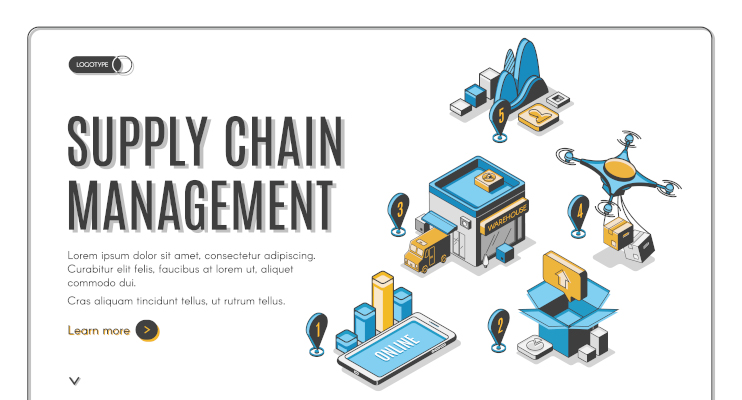 LOGOTYPE
SUPPLY CHAIN
MANAGEMENT
Lorem ipsum dolor sit amet, consectetur adipiscing.
Curabitur elit felis, faucibus at lorem ut, aliquet
commodo dui.
Cras aliquam tincidunt tellus, ut rutrum tellus.
Learn more >
5
3
WAREHOUSE
4
1
ONLINE
2